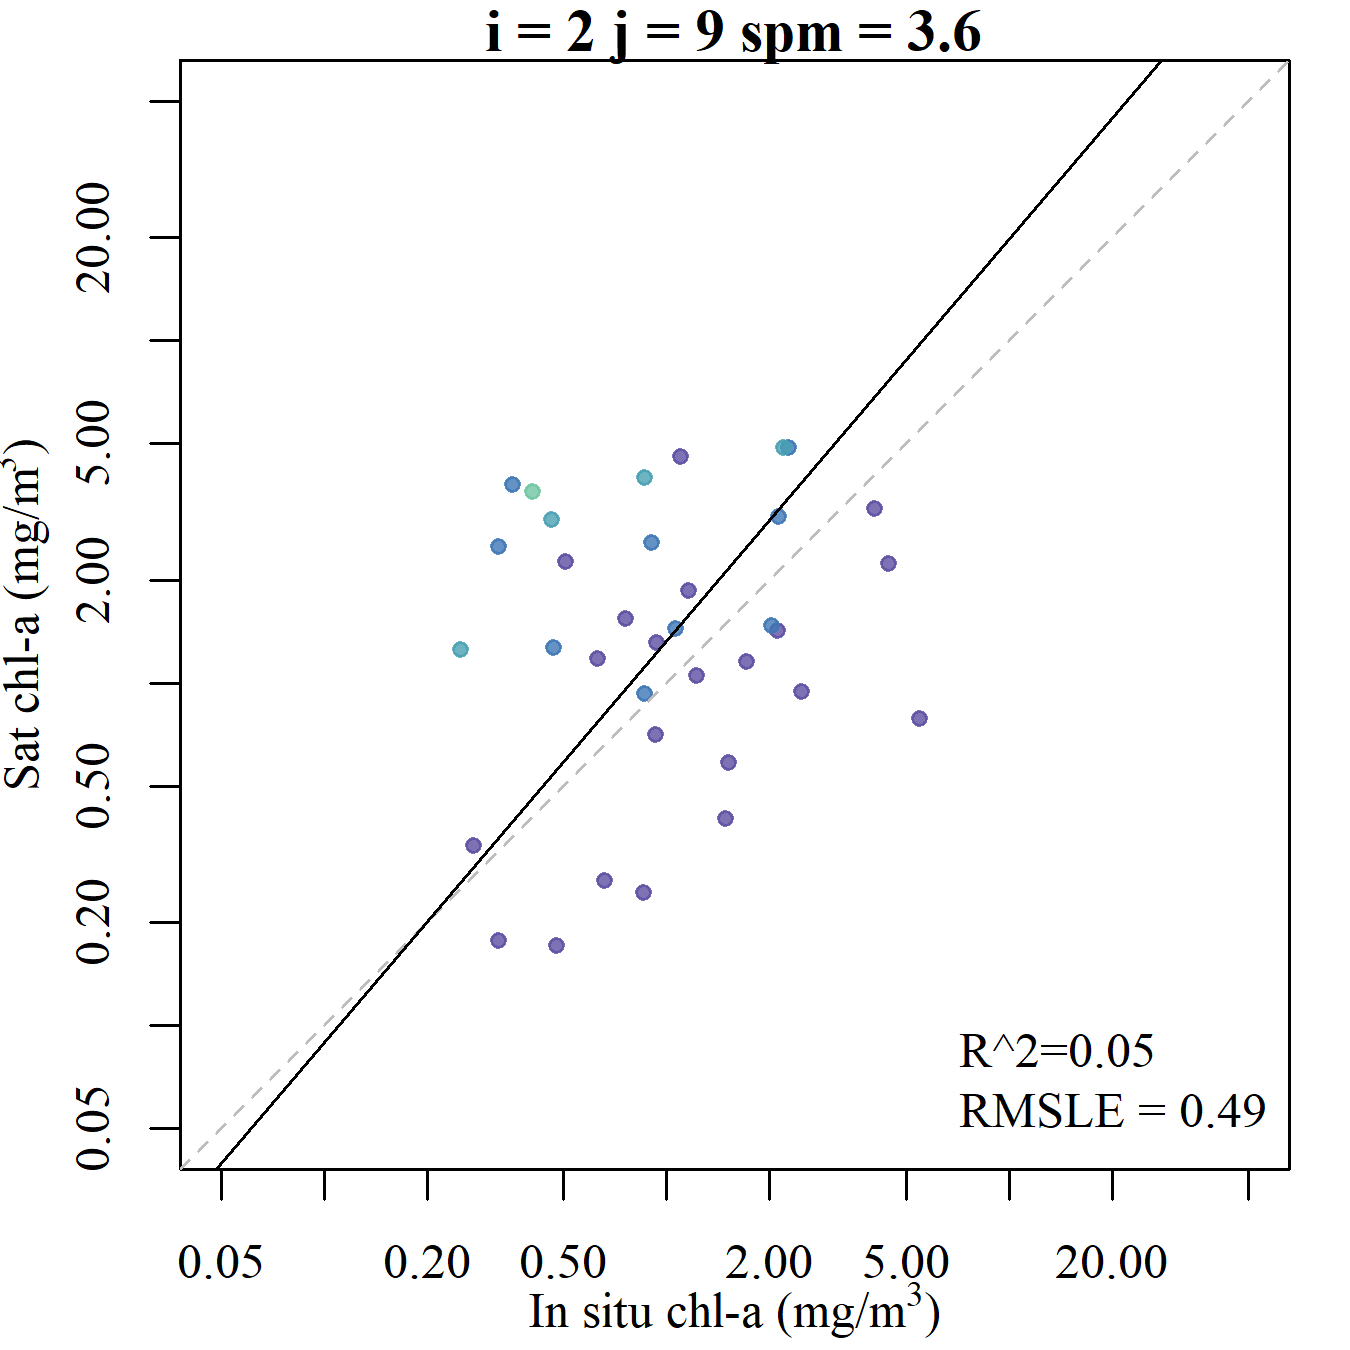 i = 2 j = 9 spm = 3.6
Sat chl-a (mg/m³)
20.00
5.00
2.00
0.50
0.20
0.05
R^2=0.05
RMSLE = 0.49
0.05 0.20 0.50 2.00 5.00 20.00
In situ chl-a (mg/m³)